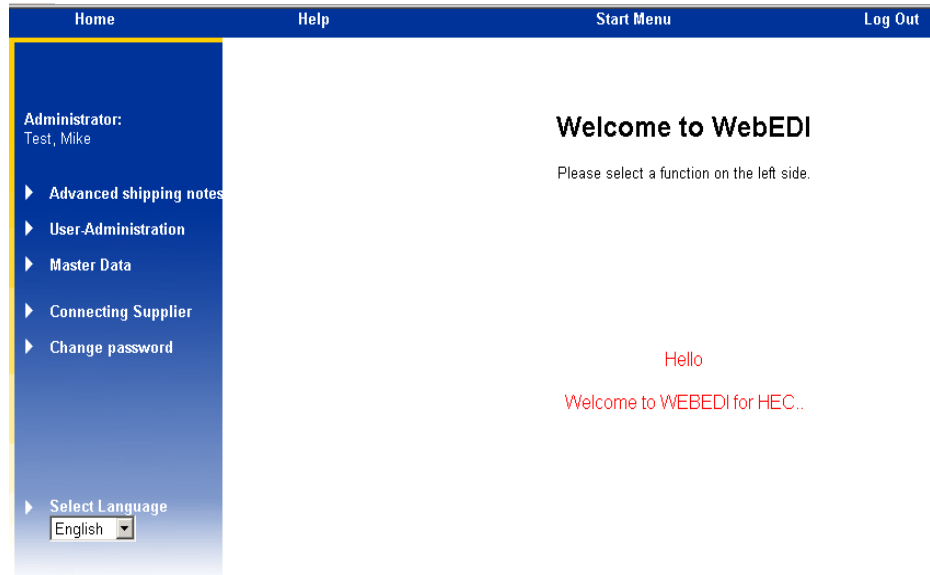 Home Help Start Menu Log Out
Administrator:
Test, Mike
Advanced shipping notes
User-Administration
Master Data
Connecting Supplier
Change password
Select Language
English
Welcome to WebEDI
Please select a function on the left side.
Hello
Welcome to WEBEDI for HEC..